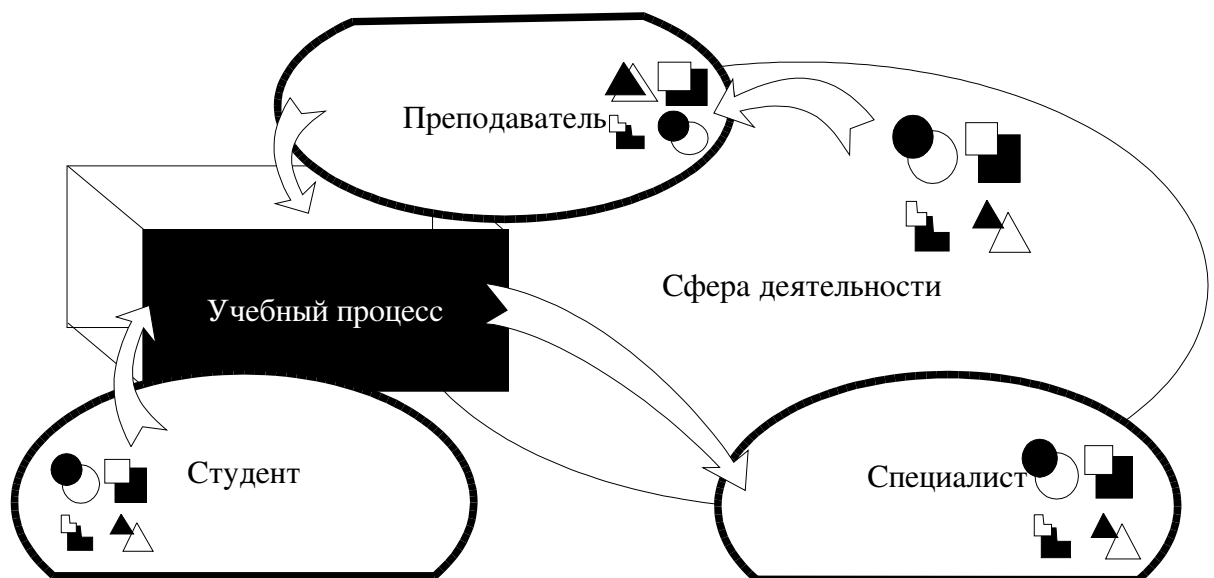 Преподаватель
Сфера деятельности
Учебный процесс
Студент
Специалист